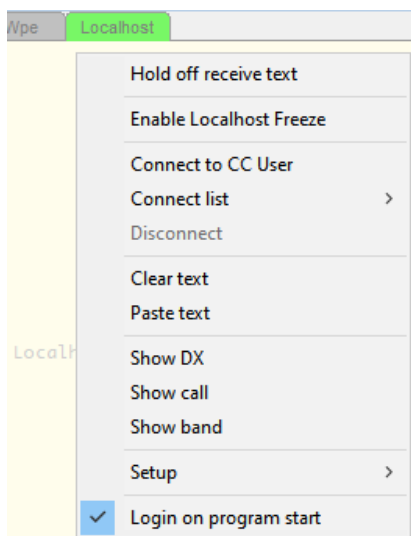 Wpe Localhost
Hold off receive text
Enable Localhost Freeze
Connect to CC User
Connect list
Disconnect
Clear text
Paste text
Localh
Show DX
Show call
Show band
Setup
Login on program start